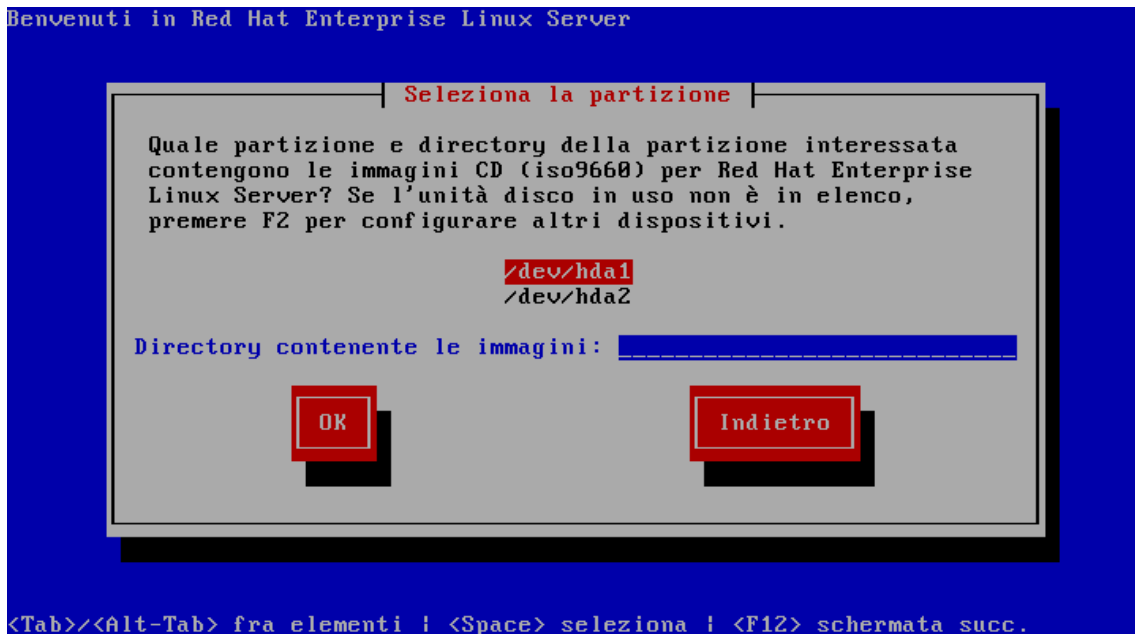 Benvenuti in Red Hat Enterprise Linux Server
Seleziona la partizione
Quale partizione e directory della partizione interessata
contengono le immagini CD (iso9660) per Red Hat Enterprise
Linux Server? Se l'unità disco in uso non è in elenco,
premere F2 per configurare altri dispositivi.
/dev/hda1
/dev/hda2
Directory contenente le immagini: ____________________________
OK Indietro
<Tab>/<Alt-Tab> fra elementi | <Space> seleziona | <F12> schermata succ.